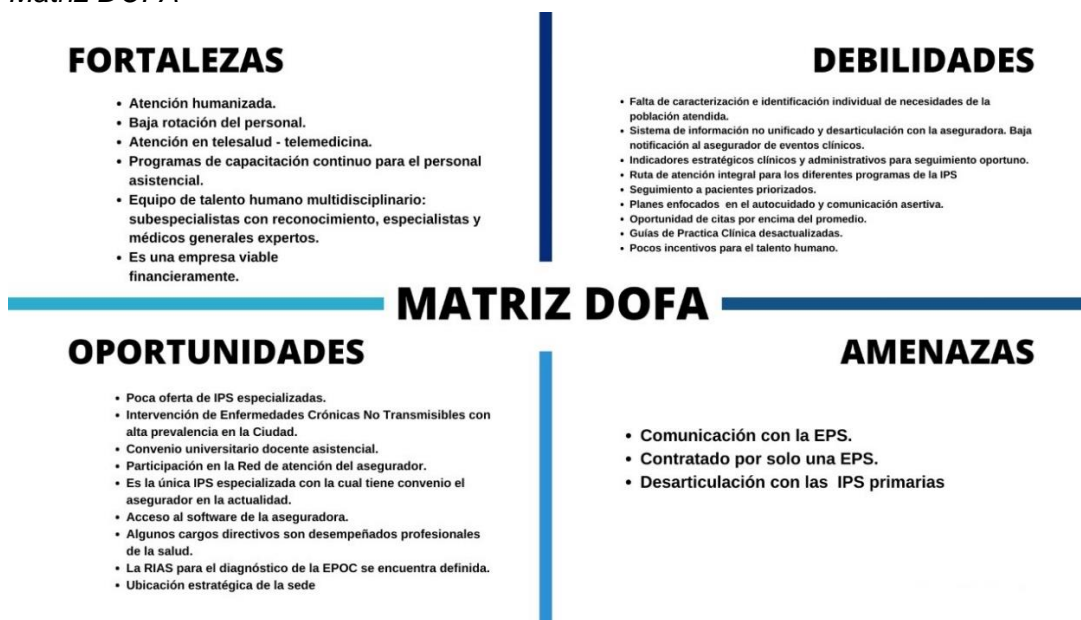 Matriz DOFA
FORTALEZAS
• Atención humanizada.
• Baja rotación del personal.
• Atención en telesalud - telemedicina.
• Programas de capacitación continuo para el personal
asistencial.
• Equipo de talento humano multidisciplinario:
subespecialistas con reconocimiento, especialistas y
médicos generales expertos.
• Es una empresa viable
financieramente.
DEBILIDADES
• Falta de caracterización e identificación individual de necesidades de la
población atendida.
• Sistema de información no unificado y desarticulación con la aseguradora. Baja
notificación al asegurador de eventos clínicos.
• Indicadores estratégicos clínicos y administrativos para seguimiento oportuno.
• Ruta de atención integral para los diferentes programas de la IPS
• Seguimiento a pacientes priorizados.
• Planes enfocados en el autocuidado y comunicación asertiva.
• Oportunidad de citas por encima del promedio.
• Guías de Practica Clínica desactualizadas.
• Pocos incentivos para el talento humano.
MATRIZ DOFA
OPORTUNIDADES
• Poca oferta de IPS especializadas.
• Intervención de Enfermedades Crónicas No Transmisibles con
alta prevalencia en la Ciudad.
• Convenio universitario docente asistencial.
• Participación en la Red de atención del asegurador.
• Es la única IPS especializada con la cual tiene convenio el
asegurador en la actualidad.
• Acceso al software de la aseguradora.
• Algunos cargos directivos son desempeñados profesionales
de la salud.
• La RIAS para el diagnóstico de la EPOC se encuentra definida.
• Ubicación estratégica de la sede
AMENAZAS
• Comunicación con la EPS.
• Contratado por solo una EPS.
• Desarticulación con las IPS primarias